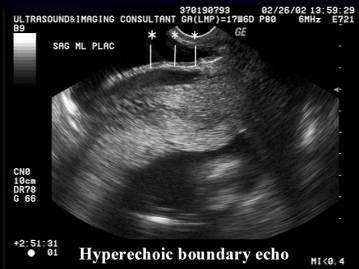 370190793 02/26/02 13:59:29
ULTRASOUND&IMAGING CONSULTANT GA(LMP)=17W6D P80 6MHz E721
B9 GE
SAG ML PLAC
* * *
CN0
10cm
DR78
G 66
+2:51:31
01
MI<0.4
Hyperechoic boundary echo